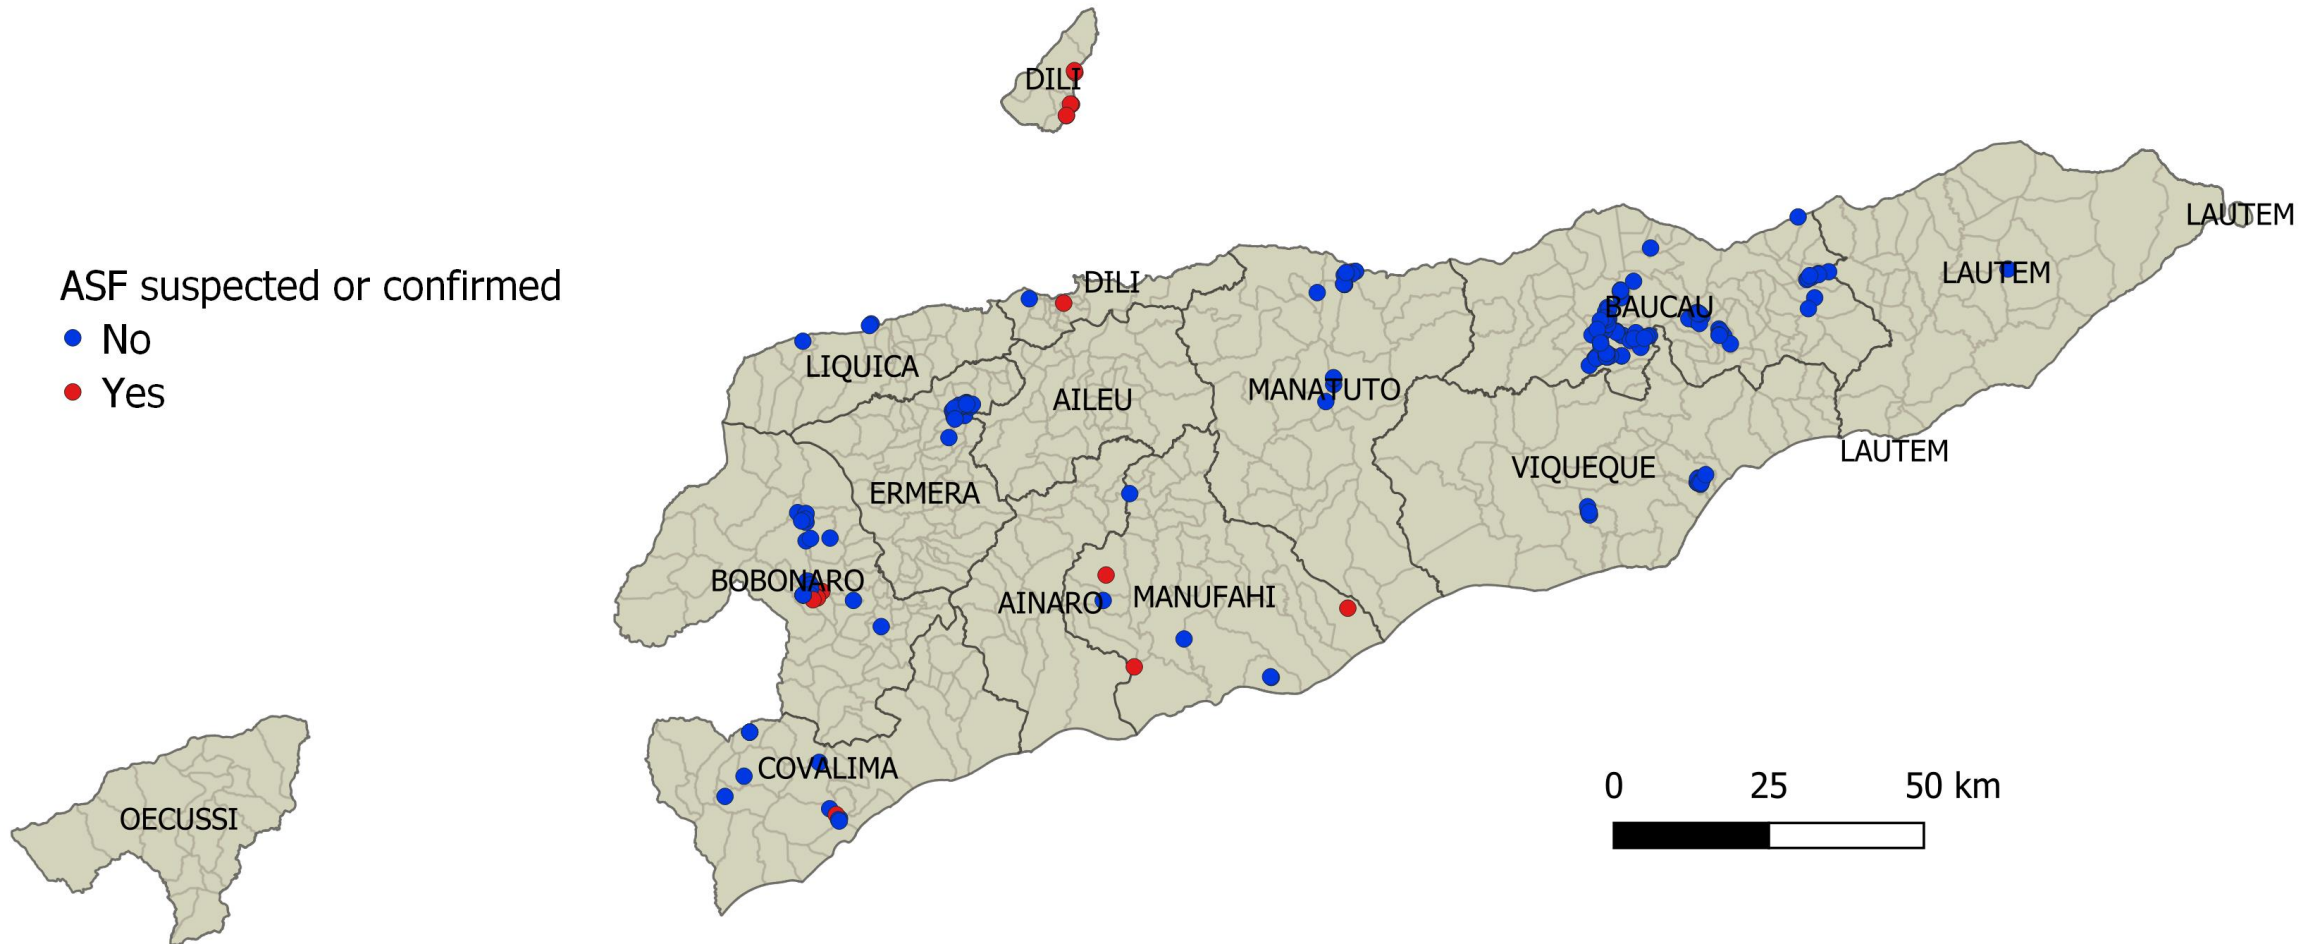 DILI
LAUTEM
ASF suspected or confirmed
No
Yes
DILI
LAUTEM
BAUCAU
LIQUICA
MANATUTO
AILEU
LAUTEM
VIQUEQUE
ERMERA
BOBONARO
AINARO
MANUFAHI
COVALIMA
OECUSSI
0 25 50 km